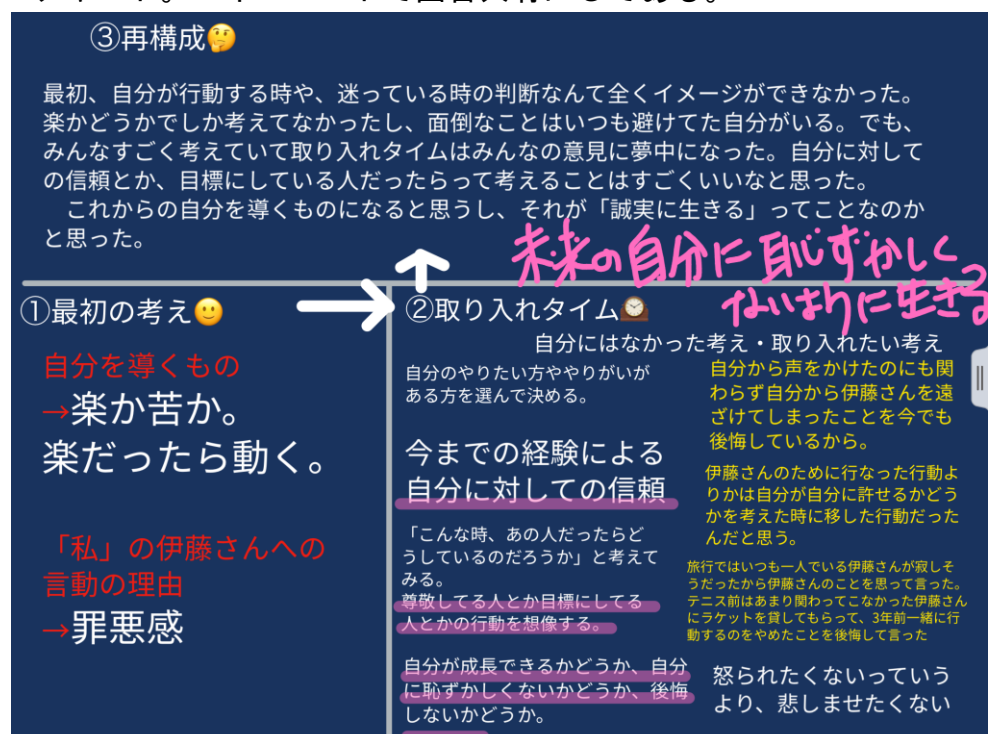 ③再構成🤔
最初、自分が行動する時や、迷っている時の判断なんて全くイメージができなかった。
楽かどうかでしか考えてなかったし、面倒なことはいつも避けてた自分がいる。でも、
みんなすごく考えていて取り入れタイムはみんなの意見に夢中になった。自分に対して
の信頼とか、目標にしている人だったらって考えることはすごくいいなと思った。
これからの自分を導くものになると思うし、それが「誠実に生きる」ってことなのか
と思った。
未来の自分に恥ずかしく
ないように生きる
①最初の考え🙂
自分を導くもの
→楽か苦か。
楽だったら動く。
「私」の伊藤さんへの
言動の理由
→罪悪感
②取り入れタイム🕰
自分にはなかった考え・取り入れたい考え
自分のやりたい方ややりがいが
ある方を選んで決める。
今までの経験による
自分に対しての信頼
「こんな時、あの人だったらど
うしているのだろうか」と考えて
みる。
尊敬してる人とか目標にしてる
人とかの行動を想像する。
自分が成長できるかどうか、自分
に恥ずかしくないかどうか、後悔
しないかどうか。
自分から声をかけたのにも関
わらず自分から伊藤さんを遠
ざけてしまったことを今でも
後悔しているから。
伊藤さんのために行なった行動よ
りかは自分が自分に許せるかどう
かを考えた時に移した行動だった
んだと思う。
旅行ではいつも一人でいる伊藤さんが寂しそ
うだったから伊藤さんのことを思って言った。
テニス前はあまり関わってこなかった伊藤さん
にラケットを貸してもらって、3年前一緒に行
動するのをやめたことを後悔して言った
怒られたくないっていう
より、悲しませたくない